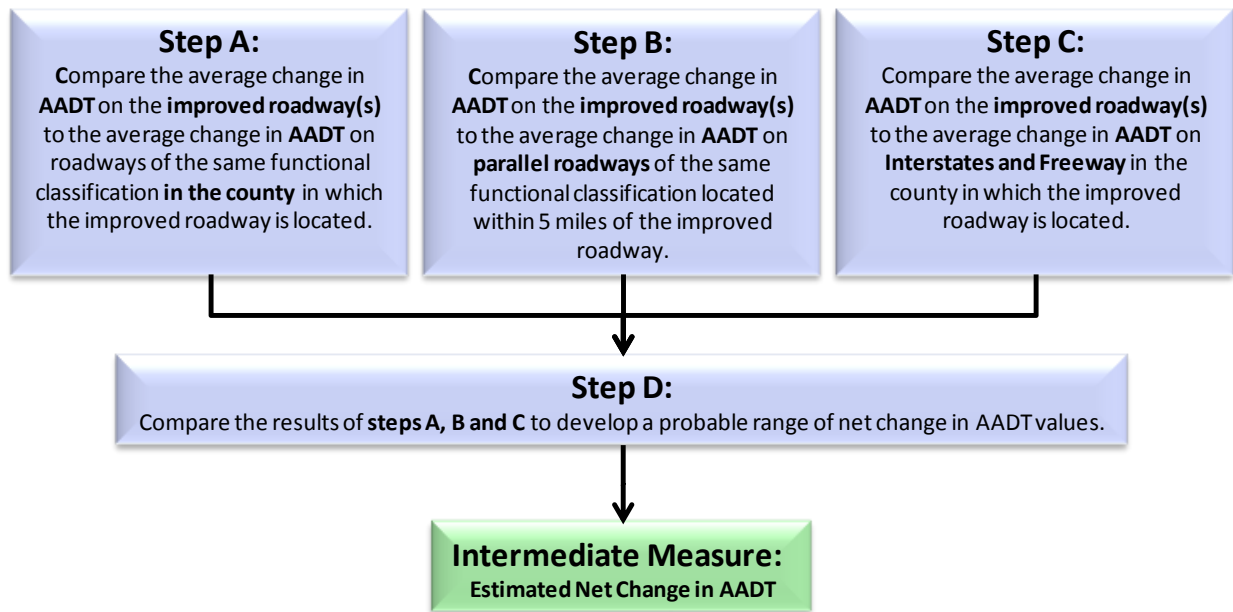 Step A:
Compare the average change in
AADT on the improved roadway(s)
to the average change in AADT on
roadways of the same functional
classification in the county in which
the improved roadway is located.
Step B:
Compare the average change in
AADT on the improved roadway(s)
to the average change in AADT on
parallel roadways of the same
functional classification located
within 5 miles of the improved
roadway.
Step C:
Compare the average change in
AADT on the improved roadway(s)
to the average change in AADT on
Interstates and Freeway in the
county in which the improved
roadway is located.
Step D:
Compare the results of steps A, B and C to develop a probable range of net change in AADT values.
Intermediate Measure:
Estimated Net Change in AADT